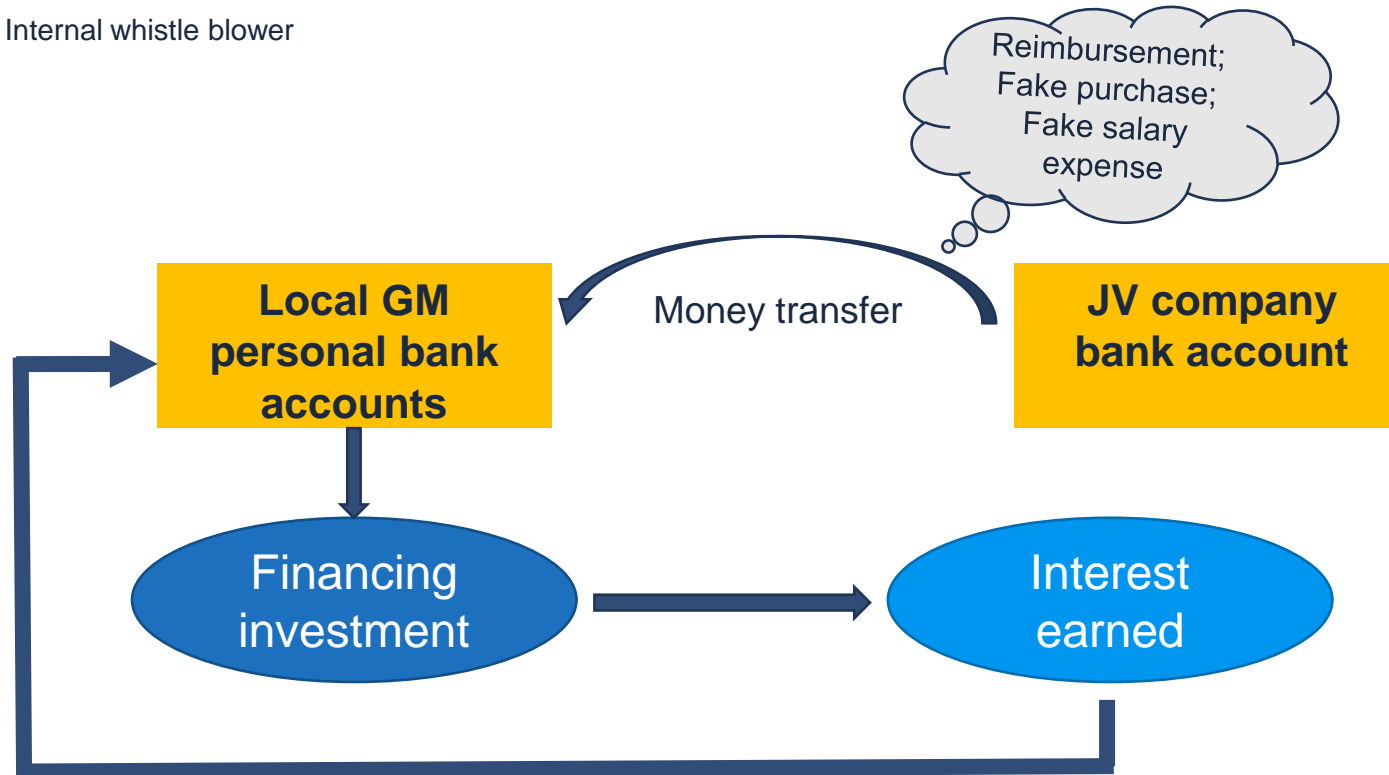 Internal whistle blower
Reimbursement;
Fake purchase;
Fake salary
expense
Local GM
personal bank
accounts
Money transfer
JV company
bank account
Financing
investment
Interest
earned